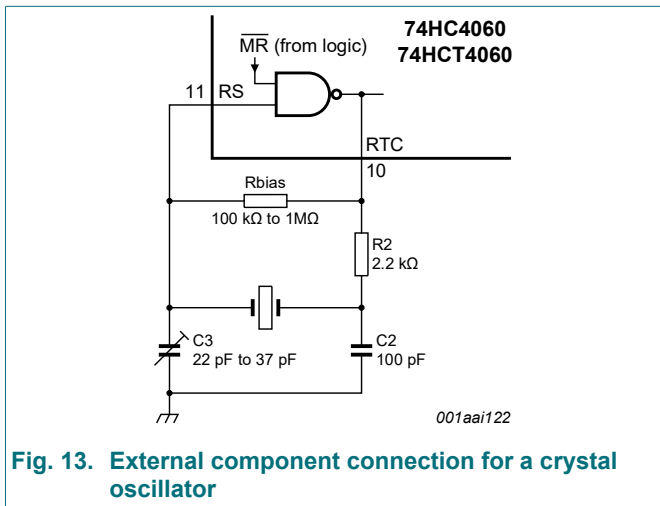 74HC4060
74HCT4060
MR (from logic)
11 RS
RTC
10
Rbias
100 kΩ to 1MΩ
R2
2.2 kΩ
C3
22 pF to 37 pF
C2
100 pF
001aai122
Fig. 13. External component connection for a crystal
oscillator